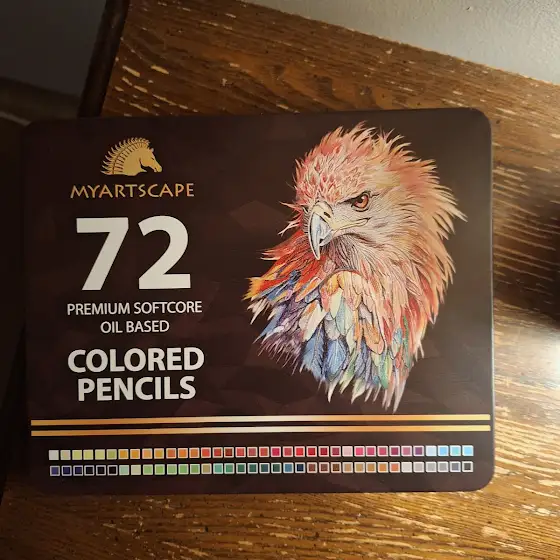 MYARTSCAPE
72
PREMIUM SOFTCORE
OIL BASED
COLORED
PENCILS